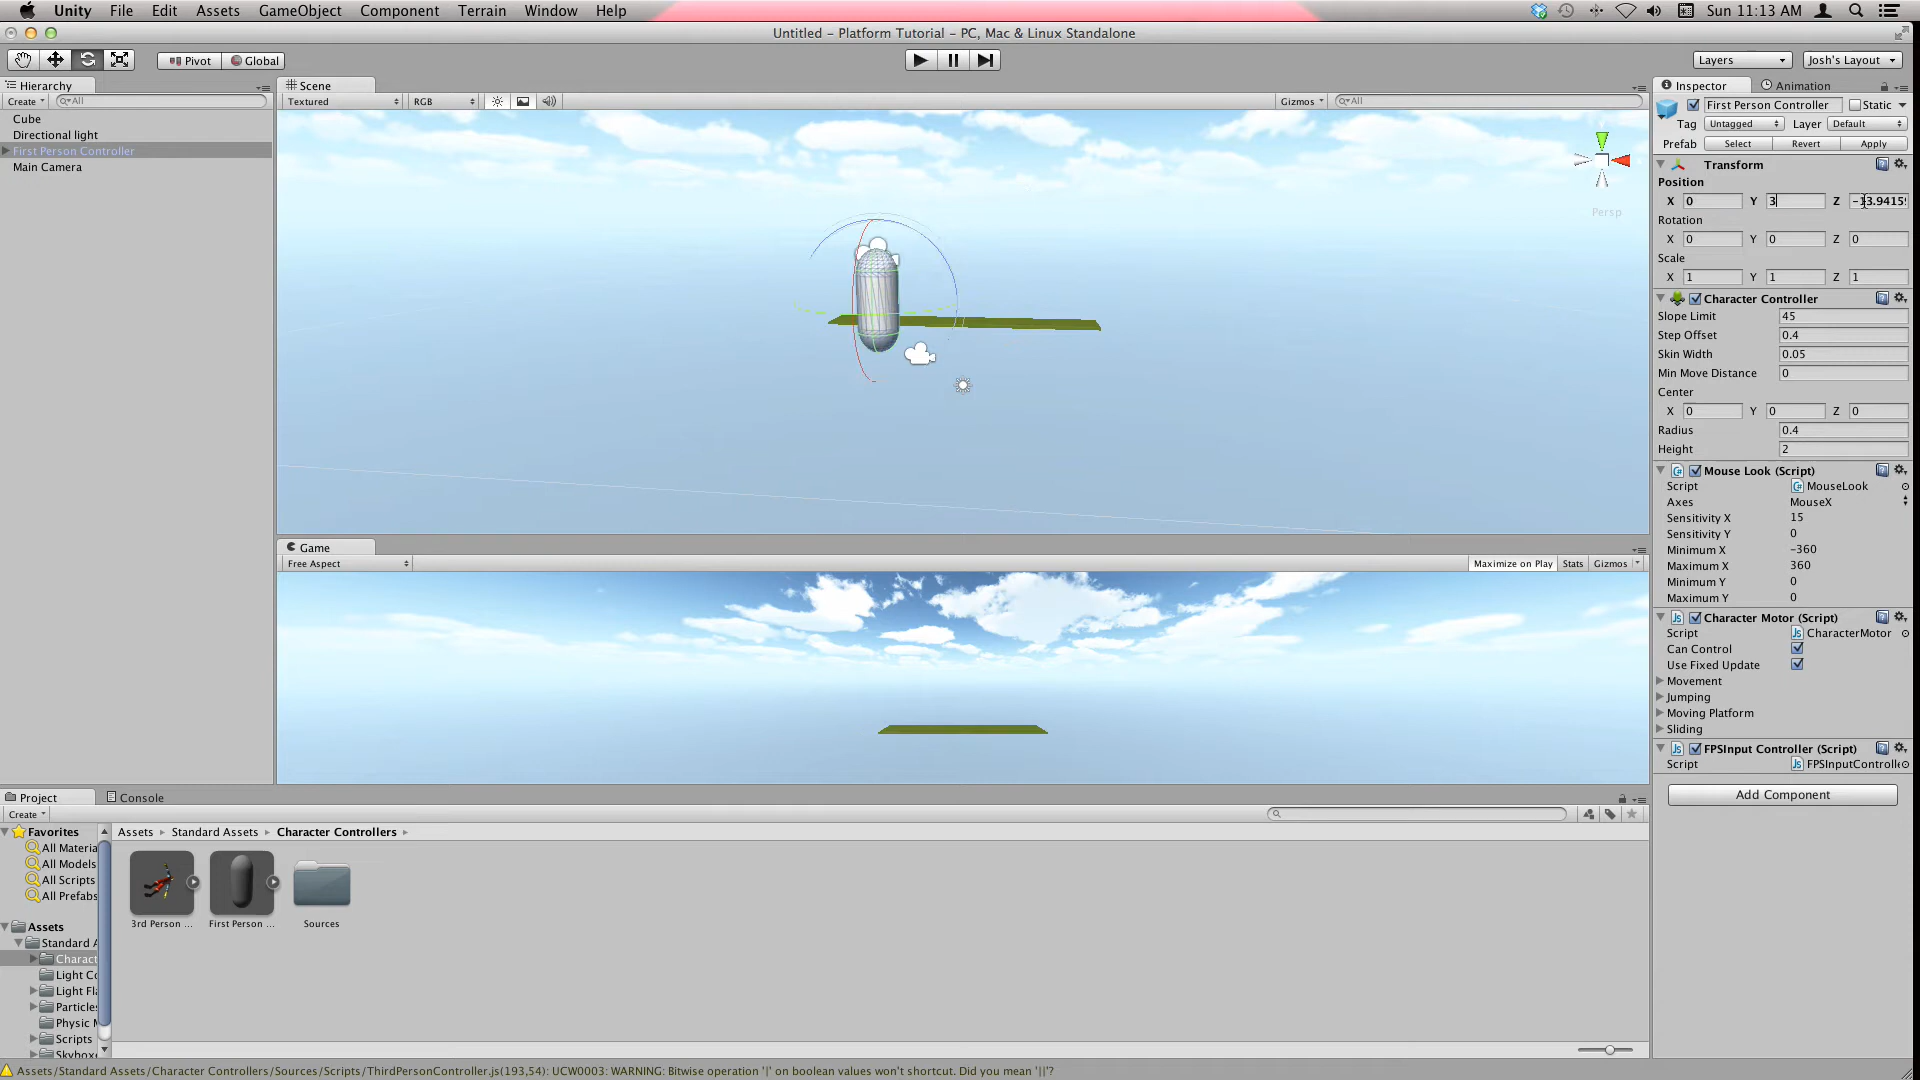 Unity File Edit Assets GameObject Component Terrain Window Help Sun 11:13 AM
Untitled - Platform Tutorial - PC, Mac & Linux Standalone
Pivot Global Layers Josh's Layout
Hierarchy
Create All
Cube
Directional light
First Person Controller
Main Camera
Scene
Textured RGB Gizmos All
Persp
Game
Free Aspect Maximize on Play Stats Gizmos
Inspector Animation
First Person Controller Static
Tag Untagged Layer Default
Prefab Select Revert Apply
Transform
Position
X 0 Y 3 Z -13.9415
Rotation
X 0 Y 0 Z 0
Scale
X 1 Y 1 Z 1
Character Controller
Slope Limit 45
Step Offset 0.4
Skin Width 0.05
Min Move Distance 0
Center
X 0 Y 0 Z 0
Radius 0.4
Height 2
Mouse Look (Script)
Script MouseLook
Axes MouseX
Sensitivity X 15
Sensitivity Y 0
Minimum X -360
Maximum X 360
Minimum Y 0
Maximum Y 0
Character Motor (Script)
Script CharacterMotor
Can Control
Use Fixed Update
Movement
Jumping
Moving Platform
Sliding
FPSInput Controller (Script)
Script FPSInputControlle
Add Component
Project Console
Create
Favorites
All Materia
All Models
All Scripts
All Prefabs
Assets
Standard A
Charact
Light Co
Light Fla
Particles
Physic M
Scripts
Skyboxe
Assets Standard Assets Character Controllers
3rd Person ... First Person ... Sources
Assets/Standard Assets/Character Controllers/Sources/Scripts/ThirdPersonController.js(193,54): UCW0003: WARNING: Bitwise operation '|' on boolean values won't shortcut. Did you mean '||'?